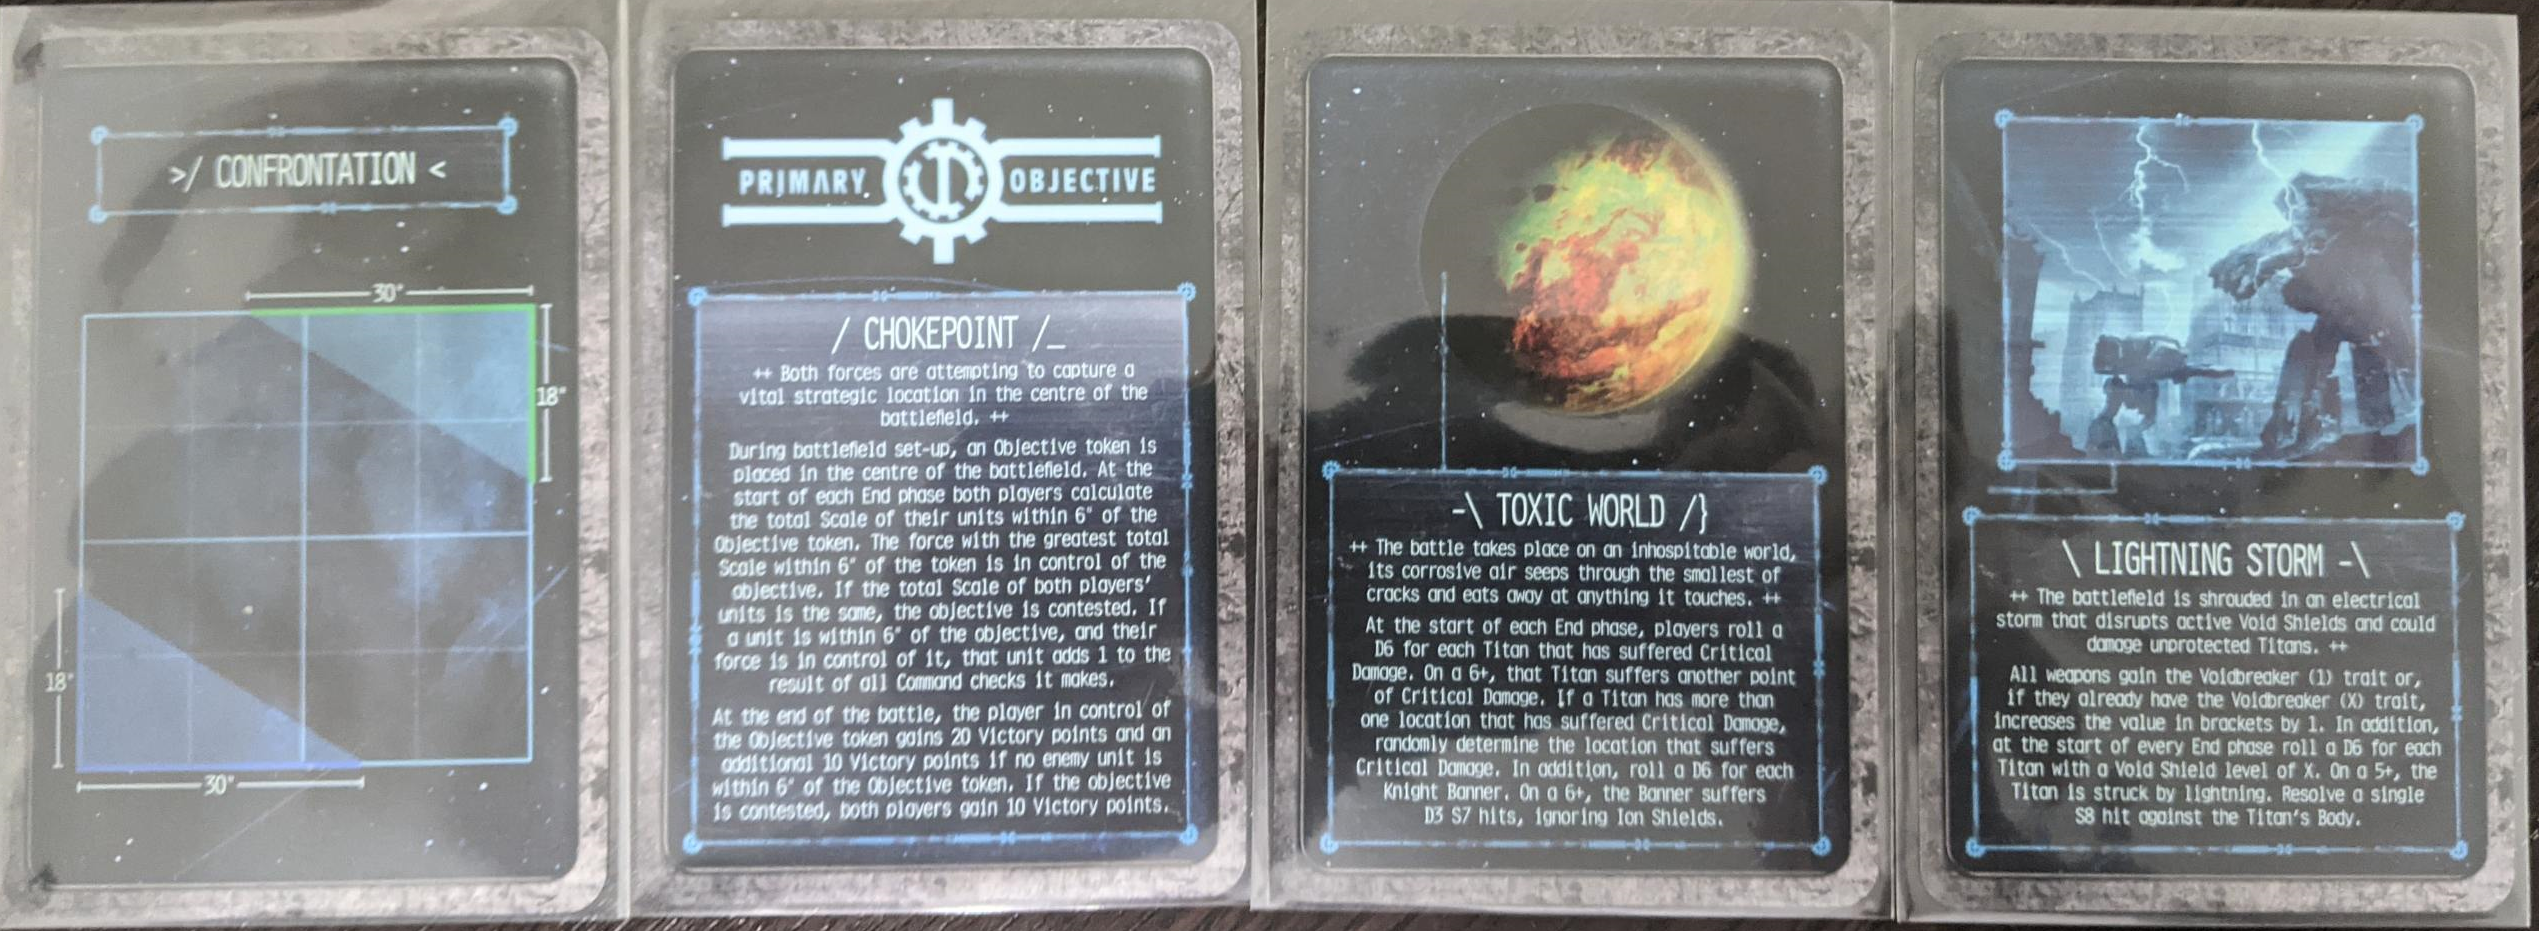 >/ CONFRONTATION <
30"
18"
18"
30"
PRIMARY OBJECTIVE
/ CHOKEPOINT /_
++ Both forces are attempting to capture a
vital strategic location in the centre of the
battlefield. ++
During battlefield set-up, an Objective token is
placed in the centre of the battlefield. At the
start of each End phase both players calculate
the total Scale of their units within 6" of the
Objective token. The force with the greatest total
Scale within 6" of the token is in control of the
objective. If the total Scale of both players'
units is the same, the objective is contested. If
a unit is within 6" of the objective, and their
force is in control of it, that unit adds 1 to the
result of all Command checks it makes.
At the end of the battle, the player in control of
the Objective token gains 20 Victory points and an
additional 10 Victory points if no enemy unit is
within 6" of the Objective token. If the objective
is contested, both players gain 10 Victory points.
-\ TOXIC WORLD /}
++ The battle takes place on an inhospitable world,
its corrosive air seeps through the smallest of
cracks and eats away at anything it touches. ++
At the start of each End phase, players roll a
D6 for each Titan that has suffered Critical
Damage. On a 6+, that Titan suffers another point
of Critical Damage. If a Titan has more than
one location that has suffered Critical Damage,
randomly determine the location that suffers
Critical Damage. In addition, roll a D6 for each
Knight Banner. On a 6+, the Banner suffers
D3 S7 hits, ignoring Ion Shields.
\ LIGHTNING STORM -\
++ The battlefield is shrouded in an electrical
storm that disrupts active Void Shields and could
damage unprotected Titans. ++
All weapons gain the Voidbreaker (1) trait or,
if they already have the Voidbreaker (X) trait,
increases the value in brackets by 1. In addition,
at the start of every End phase roll a D6 for each
Titan with a Void Shield level of X. On a 5+, the
Titan is struck by lightning. Resolve a single
S8 hit against the Titan's Body.